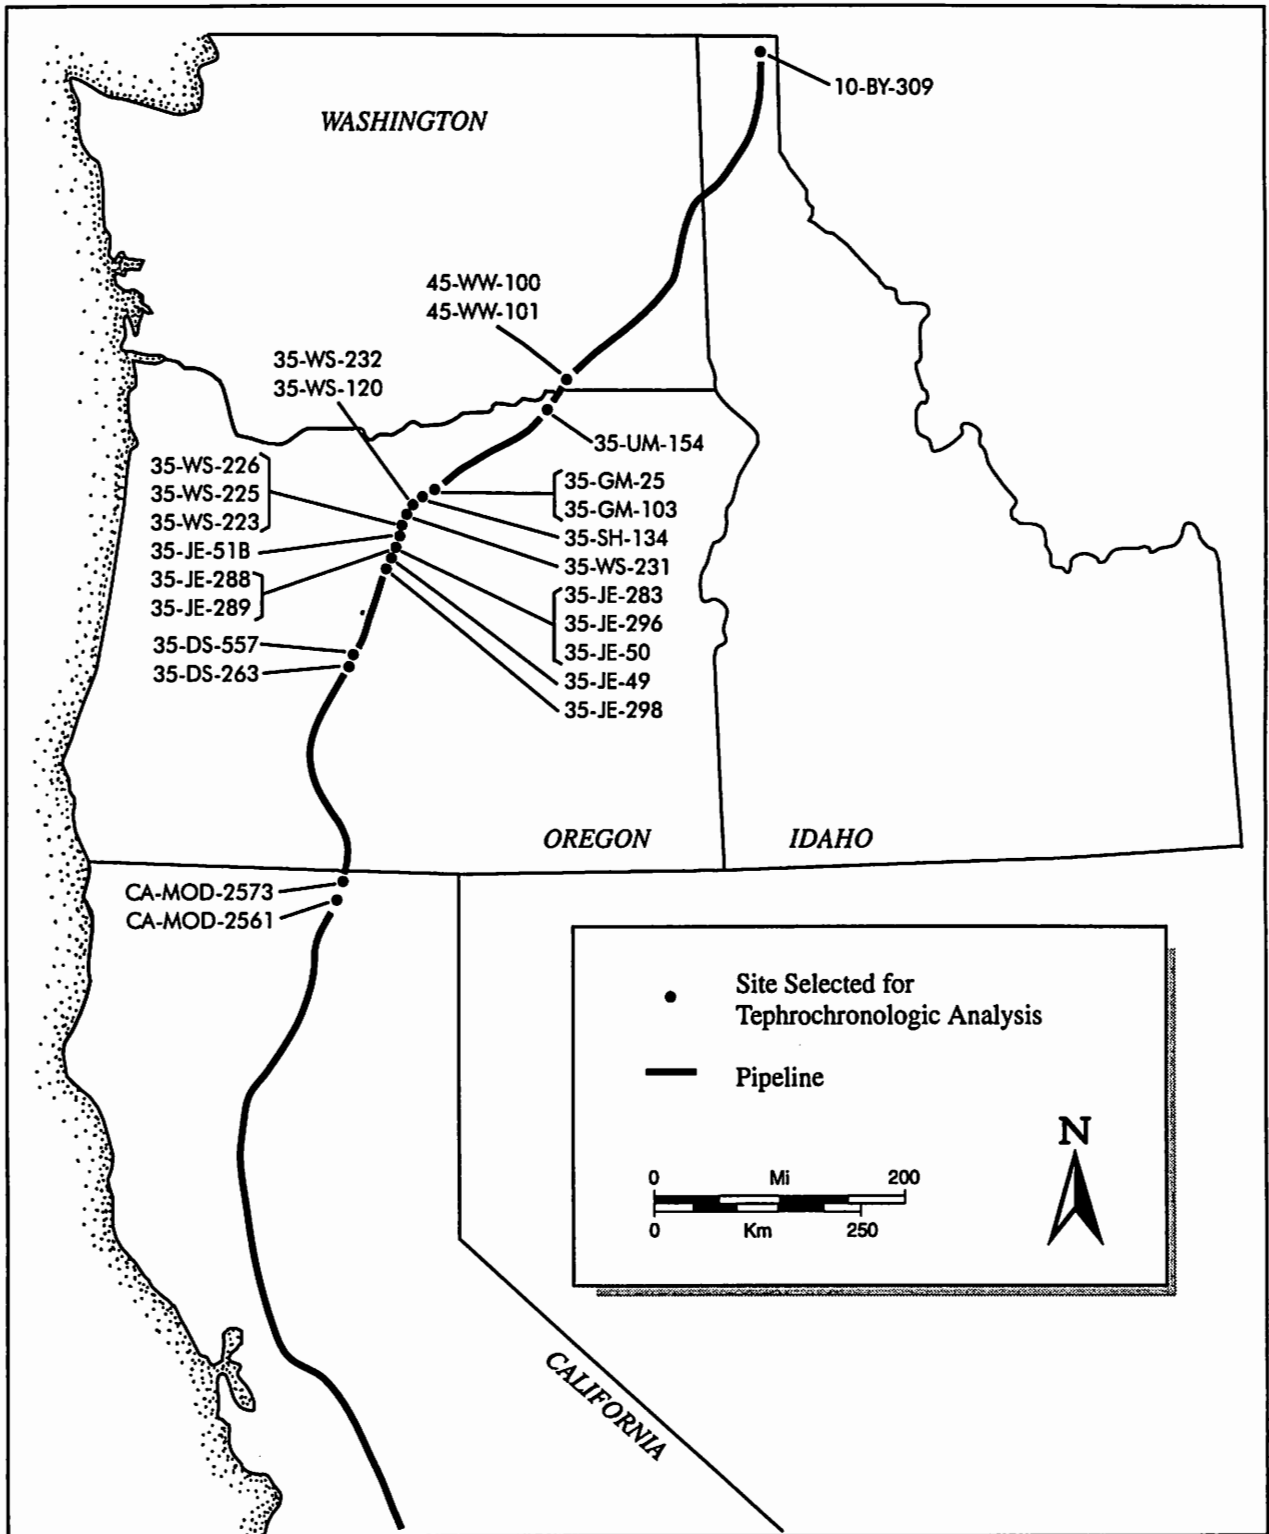 10-BY-309
WASHINGTON
45-WW-100
45-WW-101
35-WS-232
35-WS-120
35-UM-154
35-WS-226
35-WS-225
35-WS-223
35-JE-51B
35-JE-288
35-JE-289
35-DS-557
35-DS-263
35-GM-25
35-GM-103
35-SH-134
35-WS-231
35-JE-283
35-JE-296
35-JE-50
35-JE-49
35-JE-298
OREGON
IDAHO
CA-MOD-2573
CA-MOD-2561
Site Selected for
Tephrochronologic Analysis
Pipeline
N
0 Mi 200
0 Km 250
CALIFORNIA